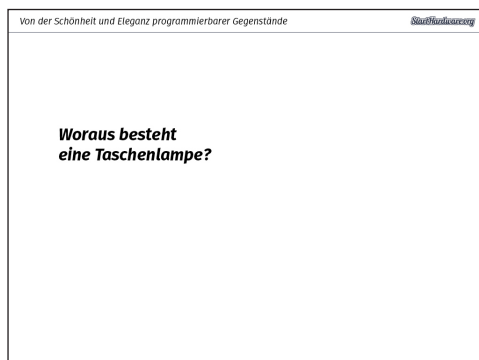 Von der Schönheit und Eleganz programmierbarer Gegenstände
StartHardware.org
Woraus besteht
eine Taschenlampe?